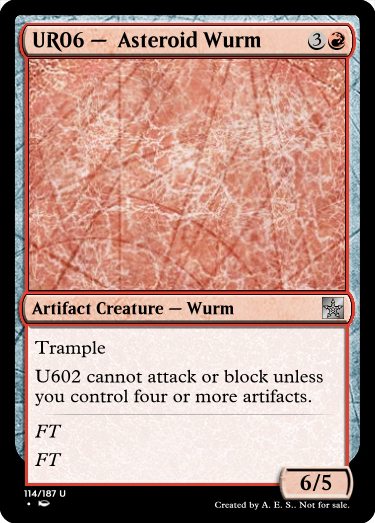 UR06 — Asteroid Wurm 3
Artifact Creature — Wurm
Trample
U602 cannot attack or block unless
you control four or more artifacts.
FT
FT
6/5
114/187 U
Created by A. E. S.. Not for sale.